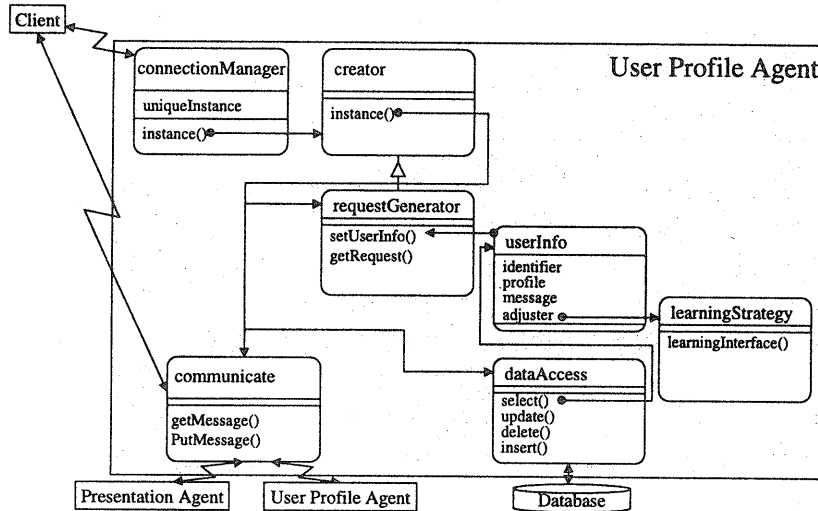 Client
User Profile Agent
connectionManager
uniqueInstance
instance()
creator
instance()
requestGenerator
setUserInfo()
getRequest()
userInfo
identifier
profile
message
adjuster
learningStrategy
learningInterface()
communicate
getMessage()
PutMessage()
dataAccess
select()
update()
delete()
insert()
Presentation Agent
User Profile Agent
Database